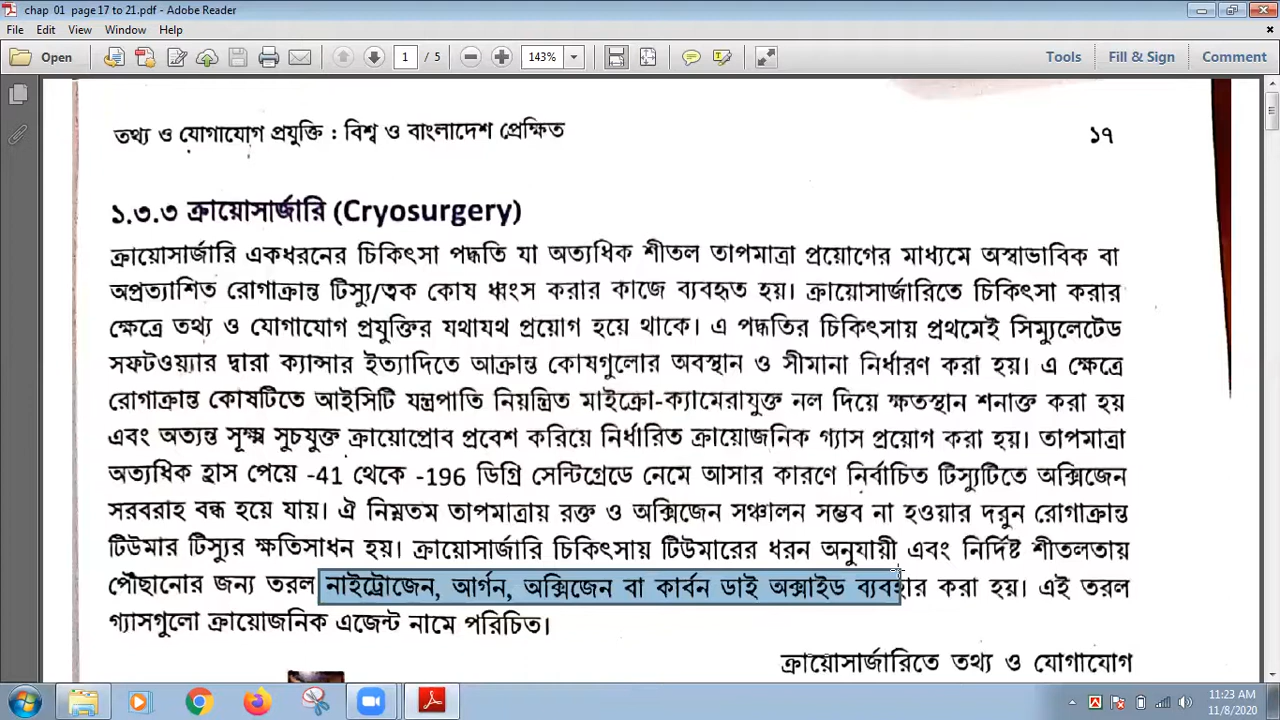 chap 01 page 17 to 21.pdf - Adobe Reader
File Edit View Window Help
Open 1 / 5 143% Tools Fill & Sign Comment
তথ্য ও যোগাযোগ প্রযুক্তি : বিশ্ব ও বাংলাদেশ প্রেক্ষিত ১৭
১.৩.৩ ক্রায়োসার্জারি (Cryosurgery)
ক্রায়োসার্জারি একধরনের চিকিৎসা পদ্ধতি যা অত্যধিক শীতল তাপমাত্রা প্রয়োগের মাধ্যমে অস্বাভাবিক বা
অপ্রত্যাশিত রোগাক্রান্ত টিস্যু/ত্বক কোষ ধ্বংস করার কাজে ব্যবহৃত হয়। ক্রায়োসার্জারিতে চিকিৎসা করার
ক্ষেত্রে তথ্য ও যোগাযোগ প্রযুক্তির যথাযথ প্রয়োগ হয়ে থাকে। এ পদ্ধতির চিকিৎসায় প্রথমেই সিম্যুলেটেড
সফটওয়্যার দ্বারা ক্যান্সার ইত্যাদিতে আক্রান্ত কোষগুলোর অবস্থান ও সীমানা নির্ধারণ করা হয়। এ ক্ষেত্রে
রোগাক্রান্ত কোষটিতে আইসিটি যন্ত্রপাতি নিয়ন্ত্রিত মাইক্রো-ক্যামেরাযুক্ত নল দিয়ে ক্ষতস্থান শনাক্ত করা হয়
এবং অত্যন্ত সূক্ষ্ম সুচযুক্ত ক্রায়োপ্রোব প্রবেশ করিয়ে নির্ধারিত ক্রায়োজনিক গ্যাস প্রয়োগ করা হয়। তাপমাত্রা
অত্যধিক হ্রাস পেয়ে -41 থেকে -196 ডিগ্রি সেন্টিগ্রেডে নেমে আসার কারণে নির্বাচিত টিস্যুটিতে অক্সিজেন
সরবরাহ বন্ধ হয়ে যায়। ঐ নিম্নতম তাপমাত্রায় রক্ত ও অক্সিজেন সঞ্চালন সম্ভব না হওয়ার দরুন রোগাক্রান্ত
টিউমার টিস্যুর ক্ষতিসাধন হয়। ক্রায়োসার্জারি চিকিৎসায় টিউমারের ধরন অনুযায়ী এবং নির্দিষ্ট শীতলতায়
পৌঁছানোর জন্য তরল নাইট্রোজেন, আর্গন, অক্সিজেন বা কার্বন ডাই অক্সাইড ব্যবহার করা হয়। এই তরল
গ্যাসগুলো ক্রায়োজনিক এজেন্ট নামে পরিচিত।
ক্রায়োসার্জারিতে তথ্য ও যোগাযোগ
11:23 AM
11/8/2020